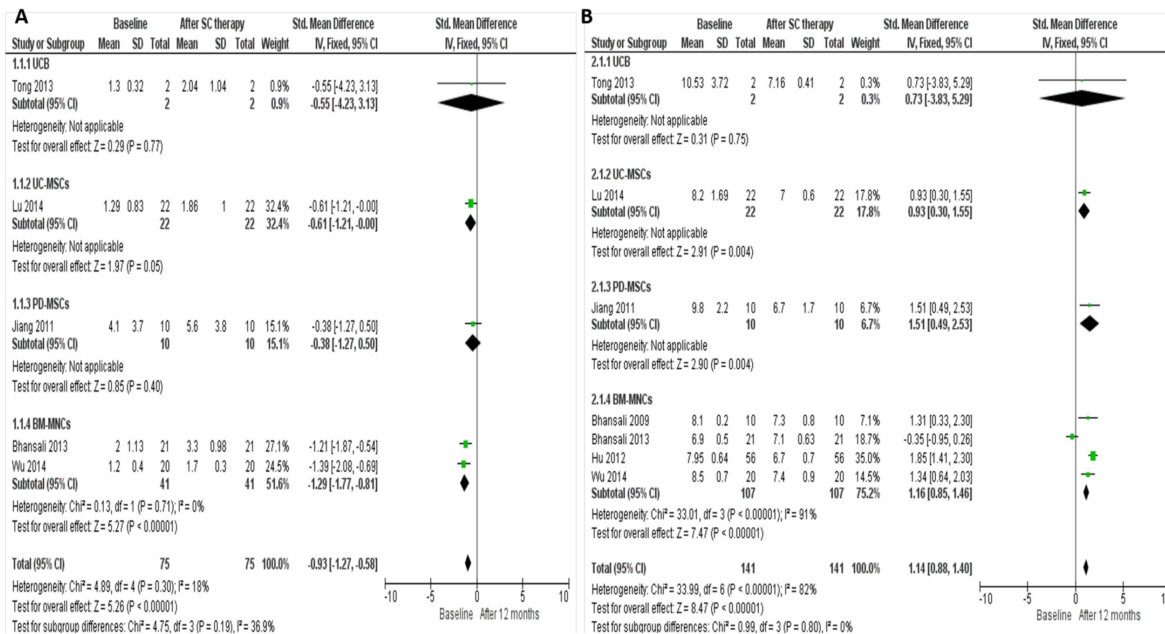 A
Baseline After SC therapy Std. Mean Difference Std. Mean Difference
Study or Subgroup Mean SD Total Mean SD Total Weight IV, Fixed, 95% CI IV, Fixed, 95% CI
1.1.1 UCB
Tong 2013 1.3 0.32 2 2.04 1.04 2 0.9% -0.55 [-4.23, 3.13]
Subtotal (95% CI) 2 2 0.9% -0.55 [-4.23, 3.13]
Heterogeneity: Not applicable
Test for overall effect: Z = 0.29 (P = 0.77)
1.1.2 UC-MSCs
Lu 2014 1.29 0.83 22 1.86 1 22 32.4% -0.61 [-1.21, -0.00]
Subtotal (95% CI) 22 22 32.4% -0.61 [-1.21, -0.00]
Heterogeneity: Not applicable
Test for overall effect: Z = 1.97 (P = 0.05)
1.1.3 PD-MSCs
Jiang 2011 4.1 3.7 10 5.6 3.8 10 15.1% -0.38 [-1.27, 0.50]
Subtotal (95% CI) 10 10 15.1% -0.38 [-1.27, 0.50]
Heterogeneity: Not applicable
Test for overall effect: Z = 0.85 (P = 0.40)
1.1.4 BM-MNCs
Bhansali 2013 2 1.13 21 3.3 0.98 21 27.1% -1.21 [-1.87, -0.54]
Wu 2014 1.2 0.4 20 1.7 0.3 20 24.5% -1.39 [-2.08, -0.69]
Subtotal (95% CI) 41 41 51.6% -1.29 [-1.77, -0.81]
Heterogeneity: Chi² = 0.13, df = 1 (P = 0.71); I² = 0%
Test for overall effect: Z = 5.27 (P < 0.00001)
Total (95% CI) 75 75 100.0% -0.93 [-1.27, -0.58]
Heterogeneity: Chi² = 4.89, df = 4 (P = 0.30); I² = 18%
Test for overall effect: Z = 5.26 (P < 0.00001)
Test for subgroup differences: Chi² = 4.75, df = 3 (P = 0.19), I² = 36.9%
-10 -5 0 5 10
Baseline After 12 months
B
Baseline After SC therapy Std. Mean Difference Std. Mean Difference
Study or Subgroup Mean SD Total Mean SD Total Weight IV, Fixed, 95% CI IV, Fixed, 95% CI
2.1.1 UCB
Tong 2013 10.53 3.72 2 7.16 0.41 2 0.3% 0.73 [-3.83, 5.29]
Subtotal (95% CI) 2 2 0.3% 0.73 [-3.83, 5.29]
Heterogeneity: Not applicable
Test for overall effect: Z = 0.31 (P = 0.75)
2.1.2 UC-MSCs
Lu 2014 8.2 1.69 22 7 0.6 22 17.8% 0.93 [0.30, 1.55]
Subtotal (95% CI) 22 22 17.8% 0.93 [0.30, 1.55]
Heterogeneity: Not applicable
Test for overall effect: Z = 2.91 (P = 0.004)
2.1.3 PD-MSCs
Jiang 2011 9.8 2.2 10 6.7 1.7 10 6.7% 1.51 [0.49, 2.53]
Subtotal (95% CI) 10 10 6.7% 1.51 [0.49, 2.53]
Heterogeneity: Not applicable
Test for overall effect: Z = 2.90 (P = 0.004)
2.1.4 BM-MNCs
Bhansali 2009 8.1 0.2 10 7.3 0.8 10 7.1% 1.31 [0.33, 2.30]
Bhansali 2013 6.9 0.5 21 7.1 0.63 21 18.7% -0.35 [-0.95, 0.26]
Hu 2012 7.95 0.64 56 6.7 0.7 56 35.0% 1.85 [1.41, 2.30]
Wu 2014 8.5 0.7 20 7.4 0.9 20 14.5% 1.34 [0.64, 2.03]
Subtotal (95% CI) 107 107 75.2% 1.16 [0.85, 1.46]
Heterogeneity: Chi² = 33.01, df = 3 (P < 0.00001); I² = 91%
Test for overall effect: Z = 7.47 (P < 0.00001)
Total (95% CI) 141 141 100.0% 1.14 [0.88, 1.40]
Heterogeneity: Chi² = 33.99, df = 6 (P < 0.00001); I² = 82%
Test for overall effect: Z = 8.47 (P < 0.00001)
Test for subgroup differences: Chi² = 0.99, df = 3 (P = 0.80), I² = 0%
-10 -5 0 5 10
Baseline After 12 months